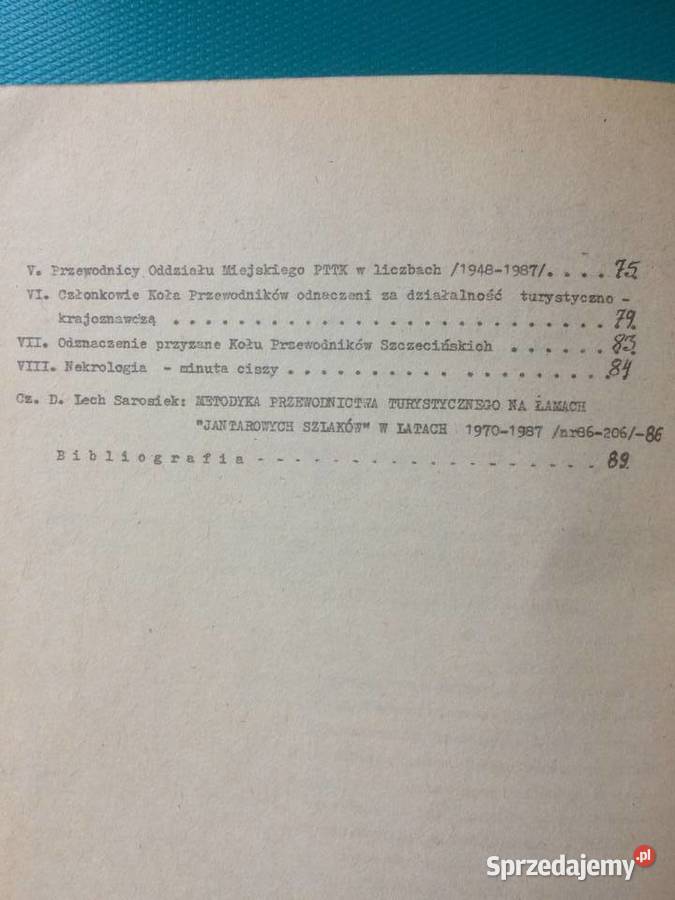 V. Przewodnicy Oddziału Miejskiego PTTK w liczbach /1948-1987/. . . . 75
VI. Członkowie Koła Przewodników odnaczeni za działalność turystyczno -
krajoznawczą . . . . . . . . . . . . . . . . . . . . . . . . . . . . . . . . . . 79.
VII. Odznaczenie przyzane Kołu Przewodników Szczecińskich . . . . . . 83.
VIII. Nekrologia - minuta ciszy . . . . . . . . . . . . . . . . . . . . 84
Cz. D. Lech Sarosiek: METODYKA PRZEWODNICTWA TURYSTYCZNEGO NA ŁAMACH
"JANTAROWYCH SZLAKÓW" W LATACH 1970-1987 /nr86-206/-86
B i b l i o g r a f i a - - - - - - - - - - - - - - - - - - - - 89.
Sprzedajemy.pl